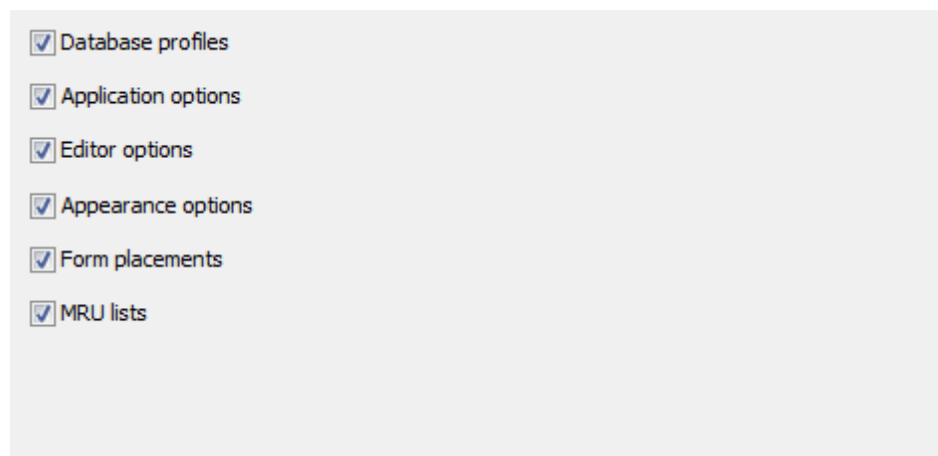 Database profiles
Application options
Editor options
Appearance options
Form placements
MRU lists